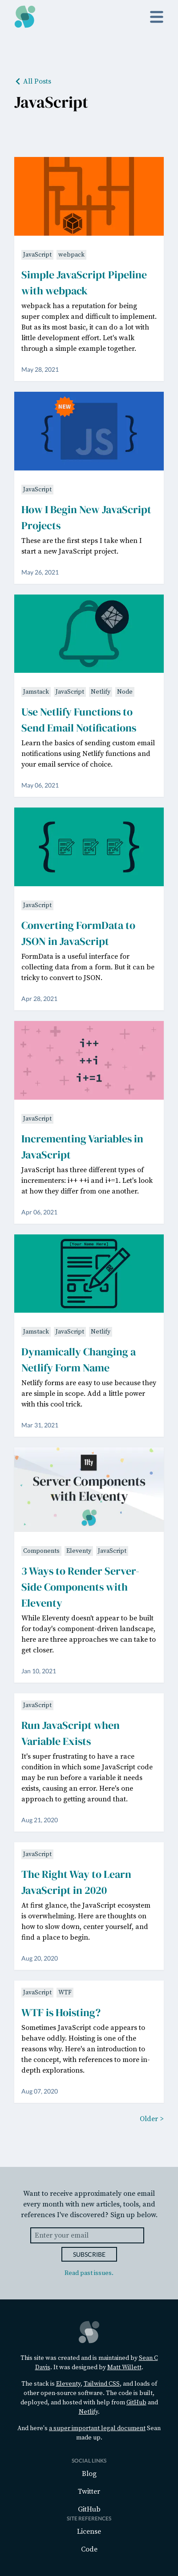 All Posts
JavaScript
JavaScript webpack
Simple JavaScript Pipeline
with webpack
webpack has a reputation for being
super complex and difficult to implement.
But as its most basic, it can do a lot with
little development effort. Let's walk
through a simple example together.
May 28, 2021
NEW
JS
JavaScript
How I Begin New JavaScript
Projects
These are the first steps I take when I
start a new JavaScript project.
May 26, 2021
Jamstack JavaScript Netlify Node
Use Netlify Functions to
Send Email Notifications
Learn the basics of sending custom email
notifications using Netlify functions and
your email service of choice.
May 06, 2021
JavaScript
Converting FormData to
JSON in JavaScript
FormData is a useful interface for
collecting data from a form. But it can be
tricky to convert to JSON.
Apr 28, 2021
i++
++i
i+=1
JavaScript
Incrementing Variables in
JavaScript
JavaScript has three different types of
incrementers: i++ ++i and i+=1. Let's look
at how they differ from one another.
Apr 06, 2021
[Your Name Here]
Jamstack JavaScript Netlify
Dynamically Changing a
Netlify Form Name
Netlify forms are easy to use because they
are simple in scope. Add a little power
with this cool trick.
Mar 31, 2021
11ty
Server Components
with Eleventy
Components Eleventy JavaScript
3 Ways to Render Server-
Side Components with
Eleventy
While Eleventy doesn't appear to be built
for today's component-driven landscape,
here are three approaches we can take to
get closer.
Jan 10, 2021
JavaScript
Run JavaScript when
Variable Exists
It's super frustrating to have a race
condition in which some JavaScript code
may be run before a variable it needs
exists, causing an error. Here's one
approach to getting around that.
Aug 21, 2020
JavaScript
The Right Way to Learn
JavaScript in 2020
At first glance, the JavaScript ecosystem
is overwhelming. Here are thoughts on
how to slow down, center yourself, and
find a place to begin.
Aug 20, 2020
JavaScript WTF
WTF is Hoisting?
Sometimes JavaScript code appears to
behave oddly. Hoising is one of the
reasons why. Here's an introduction to
the concept, with references to more in-
depth explorations.
Aug 07, 2020
Older >
Want to receive approximately one email
every month with new articles, tools, and
references I've discovered? Sign up below.
Enter your email
SUBSCRIBE
Read past issues.
This site was created and is maintained by Sean C
Davis. It was designed by Matt Willett.
The stack is Eleventy, Tailwind CSS, and loads of
other open-source software. The code is built,
deployed, and hosted with help from GitHub and
Netlify.
And here's a super important legal document Sean
made up.
SOCIAL LINKS
Blog
Twitter
GitHub
SITE REFERENCES
License
Code